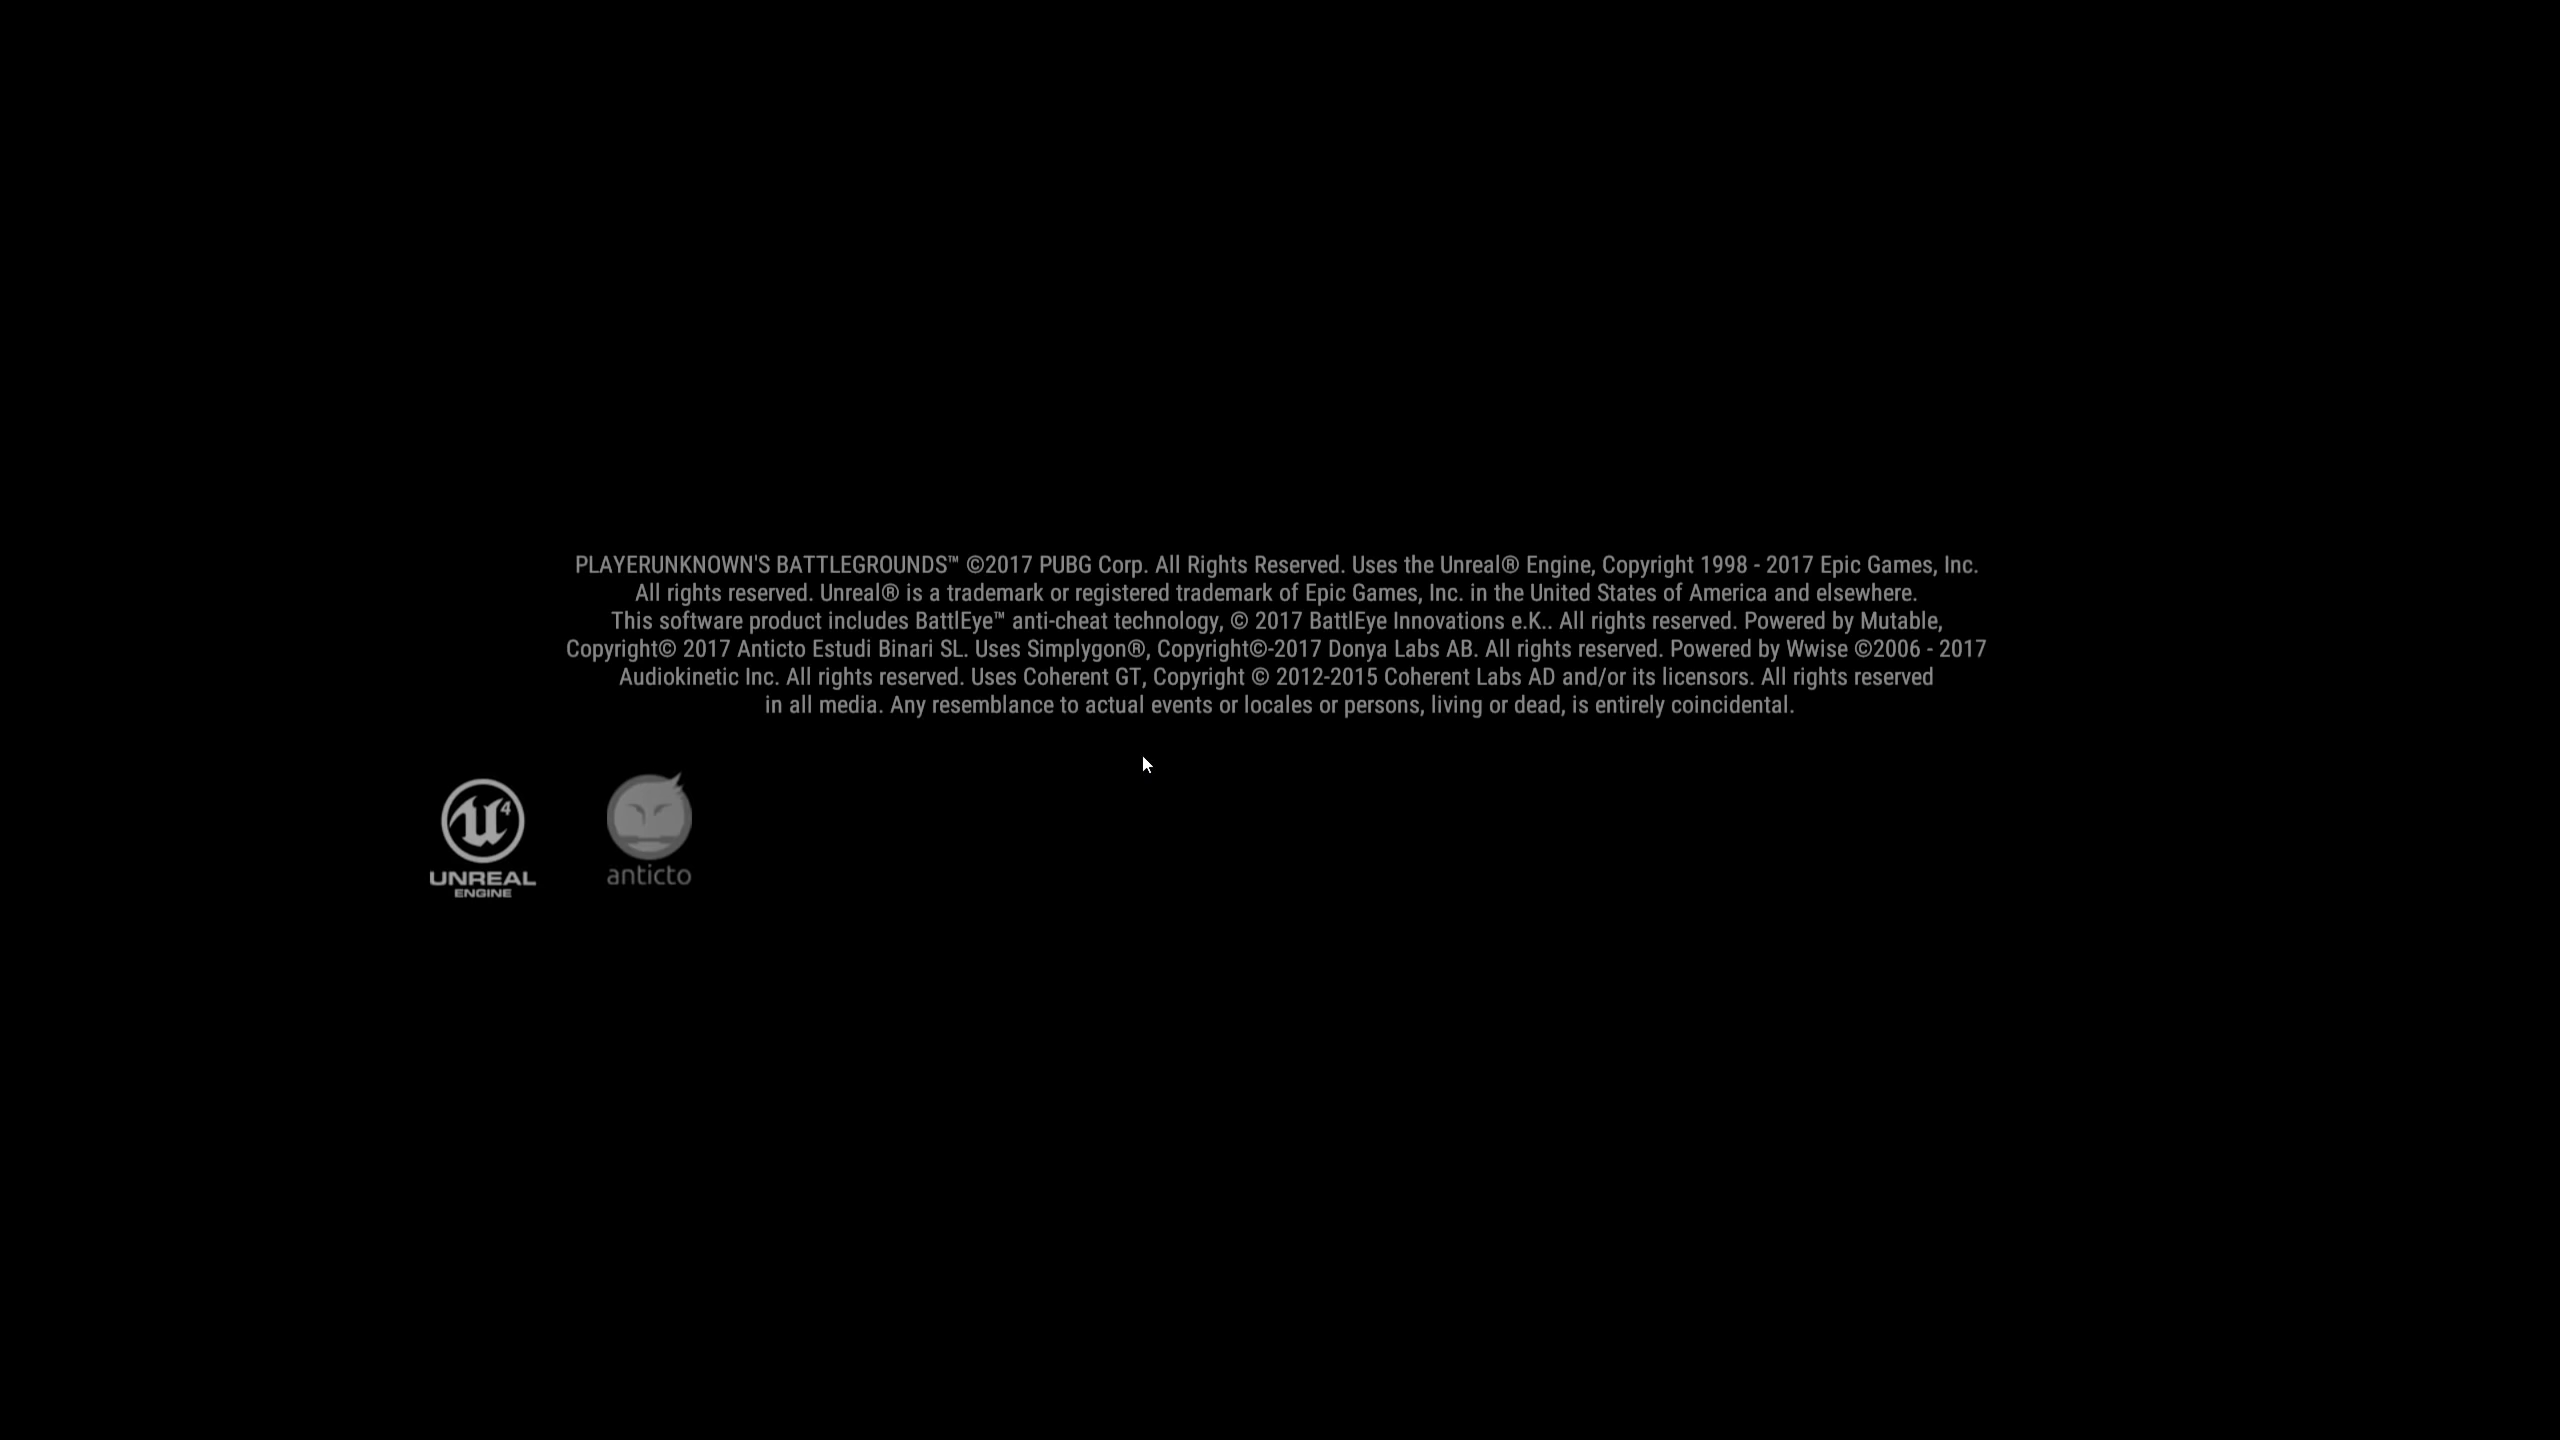 PLAYERUNKNOWN'S BATTLEGROUNDS™ ©2017 PUBG Corp. All Rights Reserved. Uses the Unreal® Engine, Copyright 1998 - 2017 Epic Games, Inc.
All rights reserved. Unreal® is a trademark or registered trademark of Epic Games, Inc. in the United States of America and elsewhere.
This software product includes BattlEye™ anti-cheat technology, © 2017 BattlEye Innovations e.K.. All rights reserved. Powered by Mutable,
Copyright© 2017 Anticto Estudi Binari SL. Uses Simplygon®, Copyright©-2017 Donya Labs AB. All rights reserved. Powered by Wwise ©2006 - 2017
Audiokinetic Inc. All rights reserved. Uses Coherent GT, Copyright © 2012-2015 Coherent Labs AD and/or its licensors. All rights reserved
in all media. Any resemblance to actual events or locales or persons, living or dead, is entirely coincidental.
U4
UNREAL
ENGINE
anticto